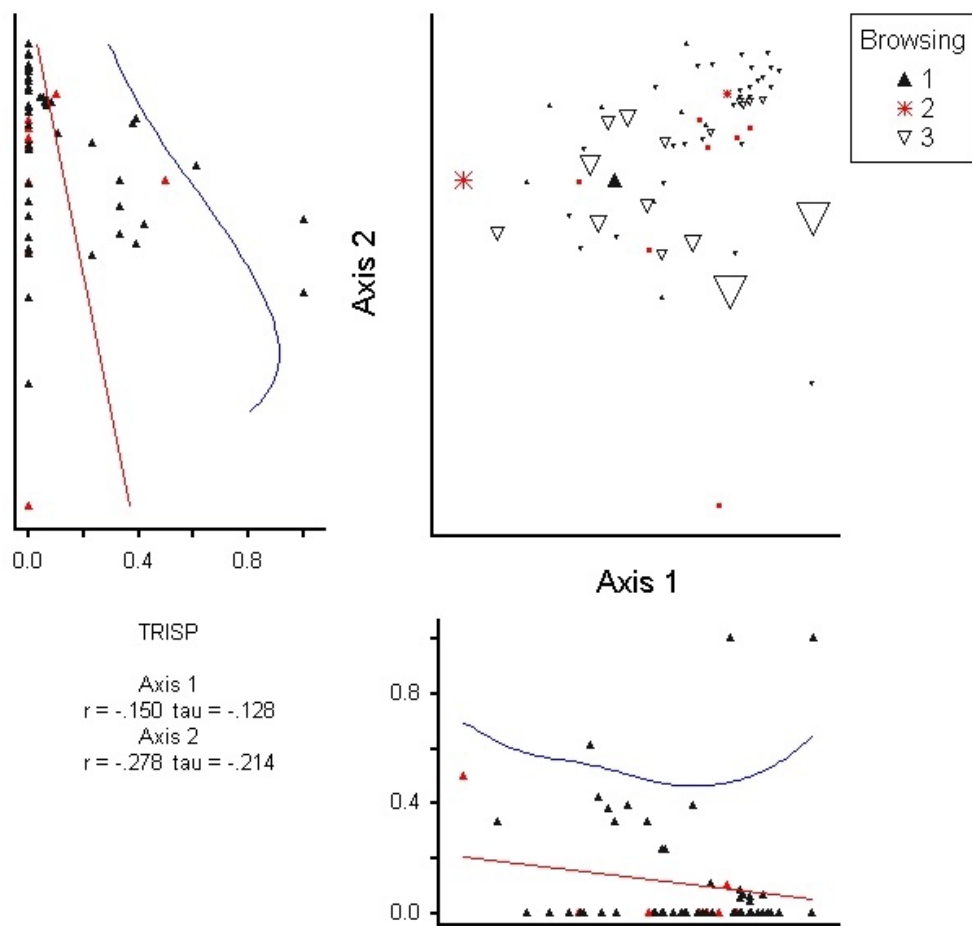 Browsing
1
2
3
Axis 2
0.0 0.4 0.8
Axis 1
TRISP
Axis 1
r = -.150 tau = -.128
Axis 2
r = -.278 tau = -.214
0.8
0.4
0.0